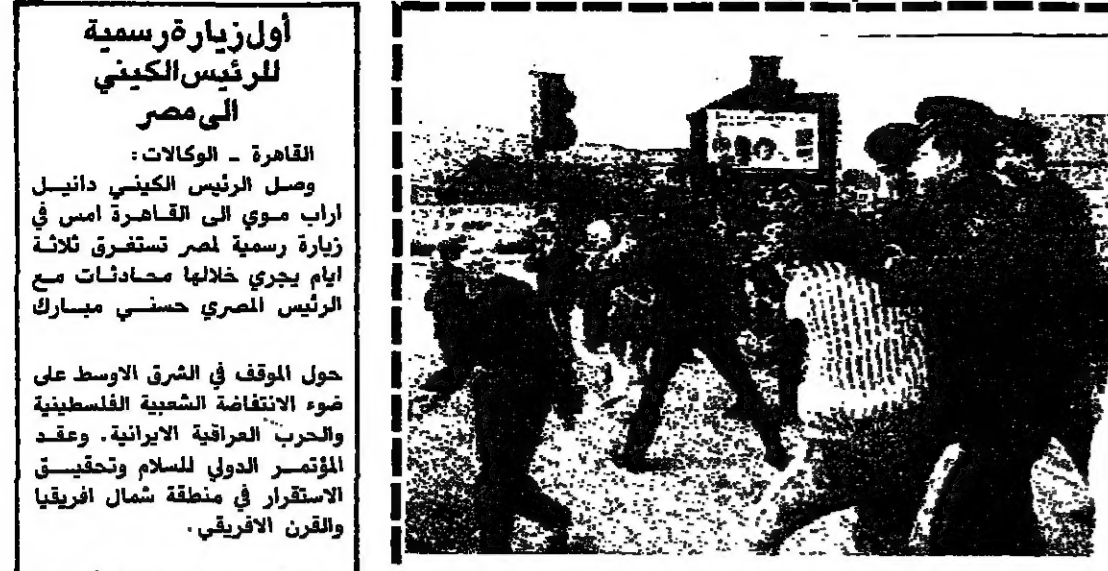 أول زيارة رسمية
للرئيس الكيني
الى مصر
القاهرة - الوكالات :
وصل الرئيس الكيني دانيل
اراب موي الى القاهرة امس في
زيارة رسمية لمصر تستغرق ثلاثة
ايام يجري خلالها محادثات مع
الرئيس المصري حسني مبارك
حول الموقف في الشرق الاوسط على
ضوء الانتفاضة الشعبية الفلسطينية
والحرب العراقية الايرانية، وعقد
المؤتمر الدولي للسلام وتحقيق
الاستقرار في منطقة شمال افريقيا
والقرن الافريقي .